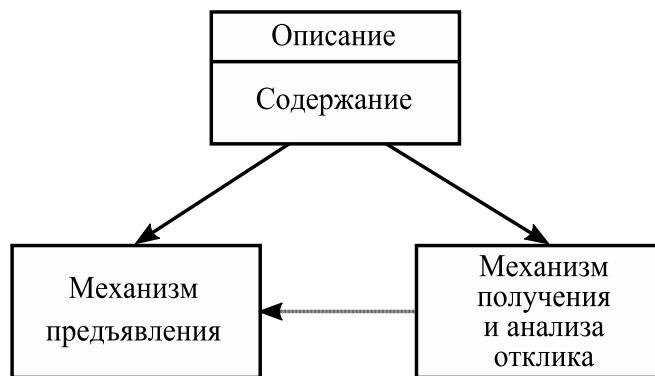 Описание
Содержание
Механизм
предъявления
Механизм
получения
и анализа
отклика